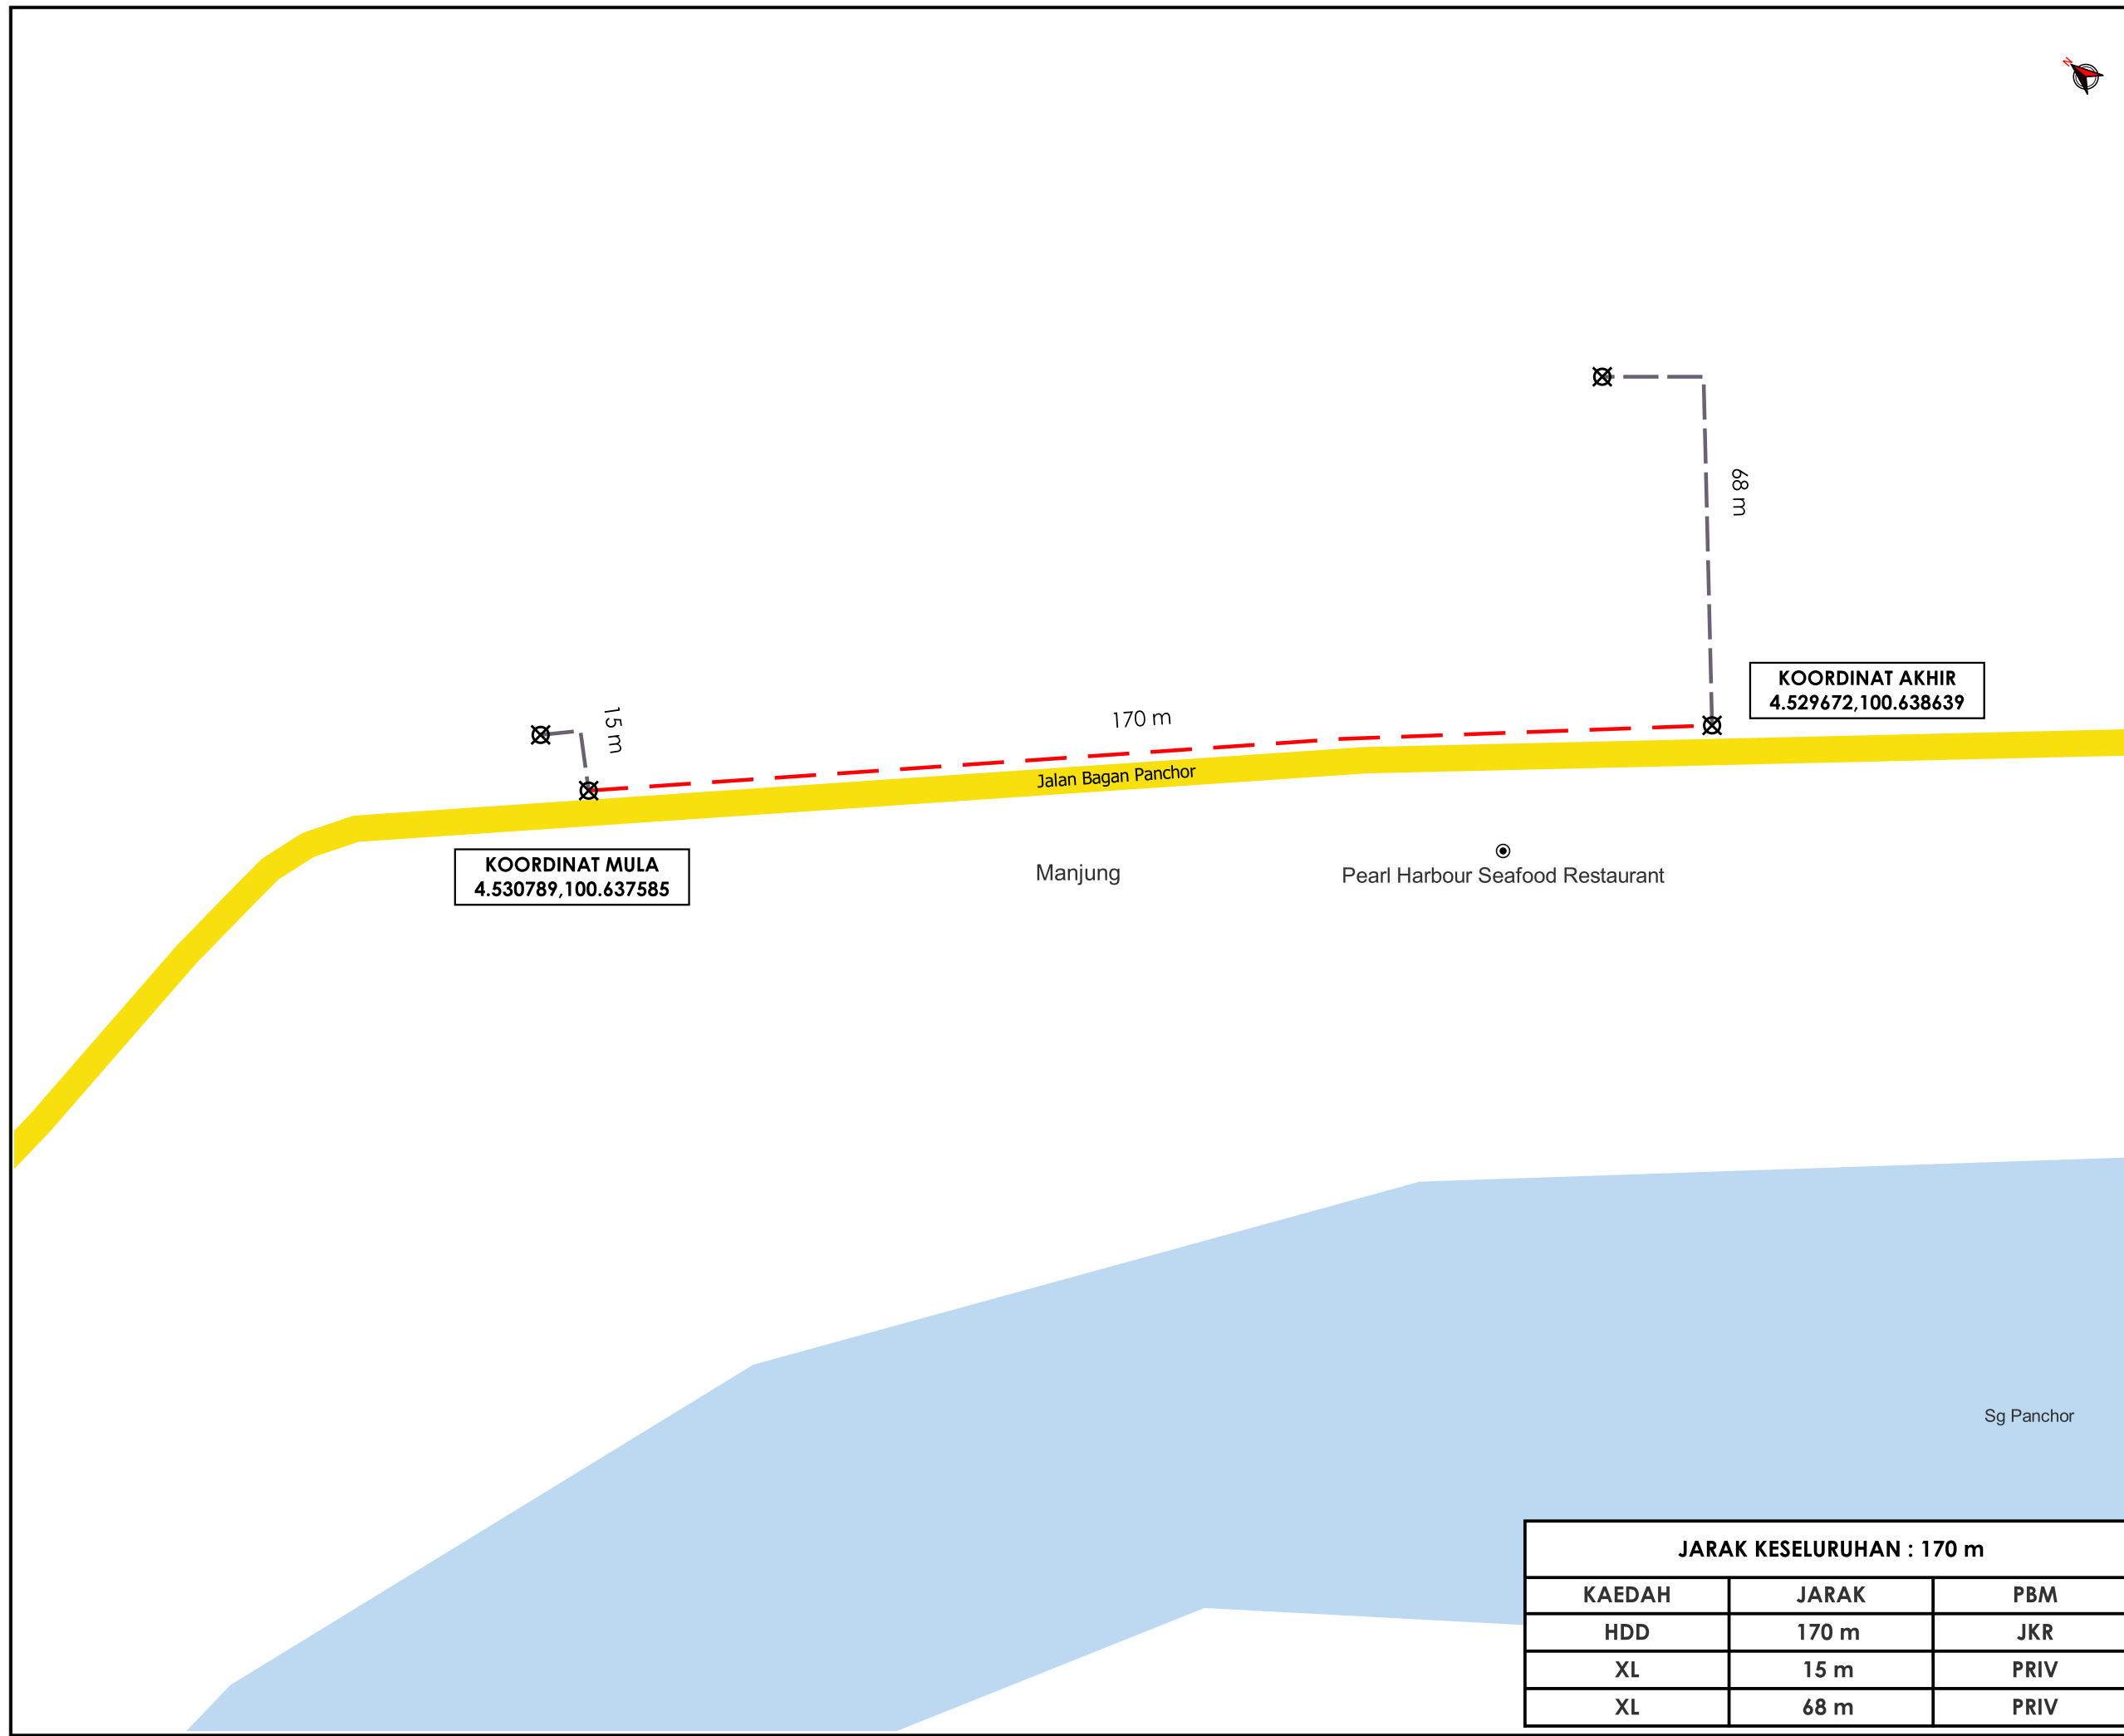 N
68 m
KOORDINAT AKHIR
4.529672,100.638639
15 m
170 m
Jalan Bagan Panchor
KOORDINAT MULA
4.530789,100.637585
Manjung
Pearl Harbour Seafood Restaurant
Sg Panchor
JARAK KESELURUHAN : 170 m
KAEDAH JARAK PBM
HDD 170 m JKR
XL 15 m PRIV
XL 68 m PRIV